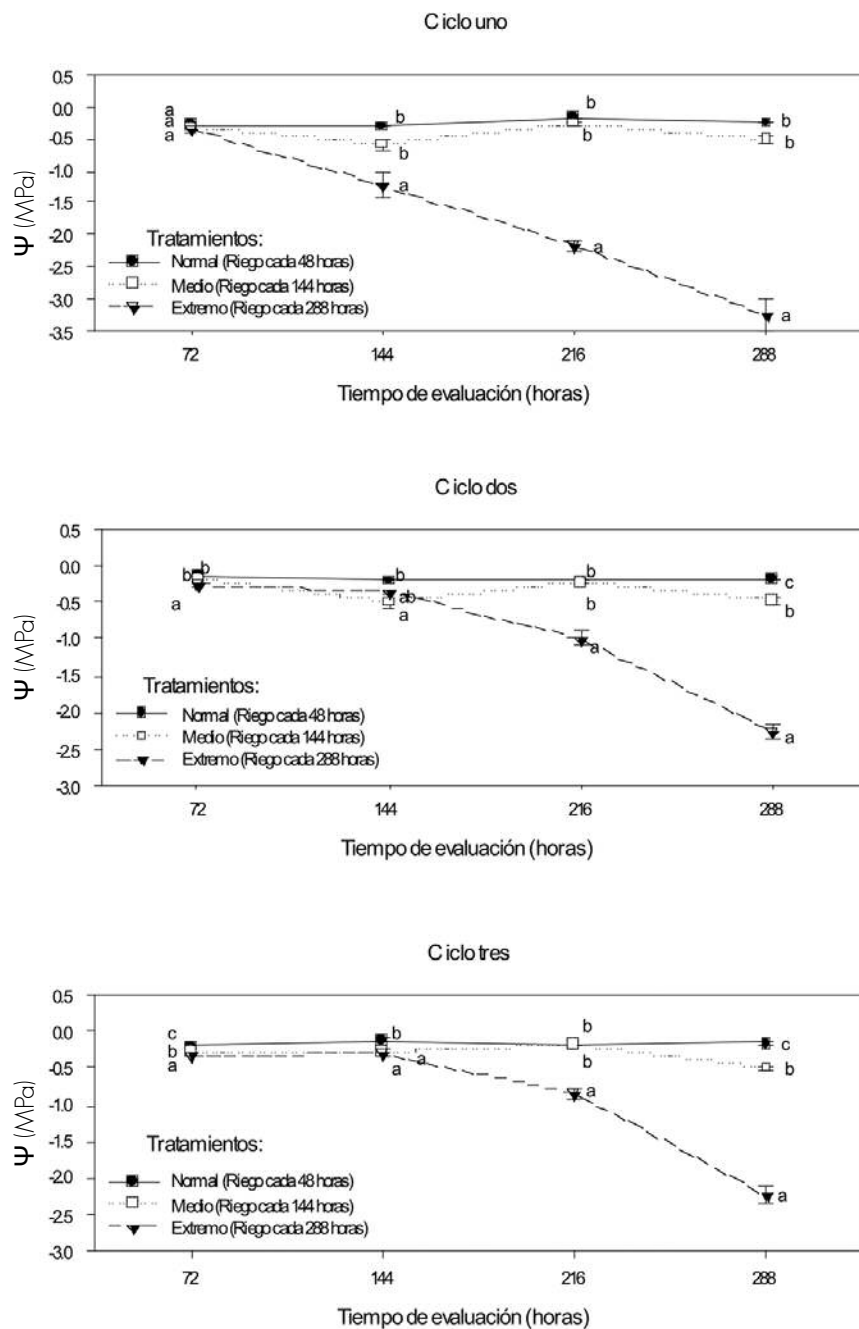 Ciclo uno
0.5
a
b
b
0.0
a
b
a
-0.5
b
b
b
-1.0
a
-1.5
Ψ (MPa)
-2.0
Tratamientos:
a
Normal (Riego cada 48 horas)
-2.5
Medio (Riego cada 144 horas)
-3.0
Extremo (Riego cada 288 horas)
a
-3.5
72 144 216 288
Tiempo de evaluación (horas)
Ciclo dos
0.5
b
b
0.0
b
b
c
-0.5
a
a b
b
b
a
-1.0
a
Ψ (MPa)
-1.5
Tratamientos:
-2.0
Normal (Riego cada 48 horas)
Medio (Riego cada 144 horas)
a
-2.5
Extremo (Riego cada 288 horas)
-3.0
72 144 216 288
Tiempo de evaluación (horas)
Ciclo tres
0.5
c
b
b
0.0
c
b
a
b
a
a
b
-0.5
a
-1.0
Ψ (MPa)
-1.5
Tratamientos:
-2.0
Normal (Riego cada 48 horas)
Medio (Riego cada 144 horas)
a
-2.5
Extremo (Riego cada 288 horas)
-3.0
72 144 216 288
Tiempo de evaluación (horas)